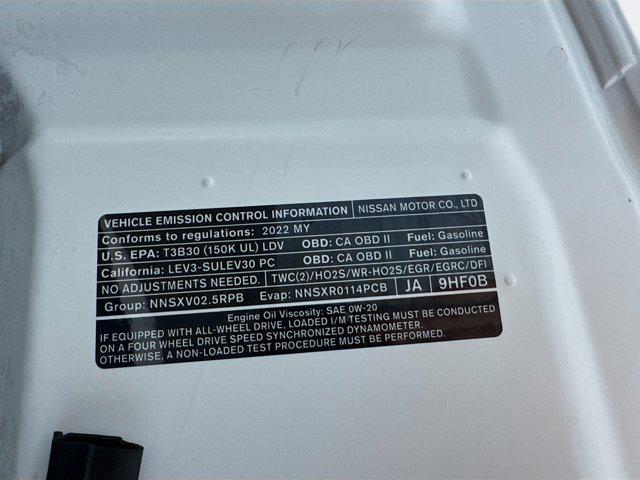 VEHICLE EMISSION CONTROL INFORMATION NISSAN MOTOR CO., LTD
Conforms to regulations: 2022 MY
U.S. EPA: T3B30 (150K UL) LDV OBD: CA OBD II Fuel: Gasoline
California: LEV3-SULEV30 PC OBD: CA OBD II Fuel: Gasoline
NO ADJUSTMENTS NEEDED. TWC(2)/HO2S/WR-HO2S/EGR/EGRC/DFI
Group: NNSXV02.5RPB Evap: NNSXR0114PCB JA 9HF0B
Engine Oil Viscosity: SAE 0W-20
IF EQUIPPED WITH ALL-WHEEL DRIVE, LOADED I/M TESTING MUST BE CONDUCTED
ON A FOUR WHEEL DRIVE SPEED SYNCHRONIZED DYNAMOMETER.
OTHERWISE, A NON-LOADED TEST PROCEDURE MUST BE PERFORMED.